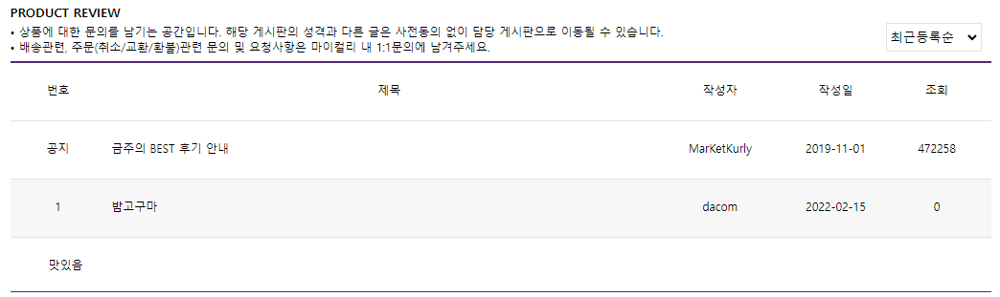 PRODUCT REVIEW
• 상품에 대한 문의를 남기는 공간입니다. 해당 게시판의 성격과 다른 글은 사전동의 없이 담당 게시판으로 이동될 수 있습니다.
• 배송관련, 주문(취소/교환/환불)관련 문의 및 요청사항은 마이컬리 내 1:1문의에 남겨주세요.
최근등록순
번호 제목 작성자 작성일 조회
공지 금주의 BEST 후기 안내 MarKetKurly 2019-11-01 472258
1 밤고구마 dacom 2022-02-15 0
맛있음